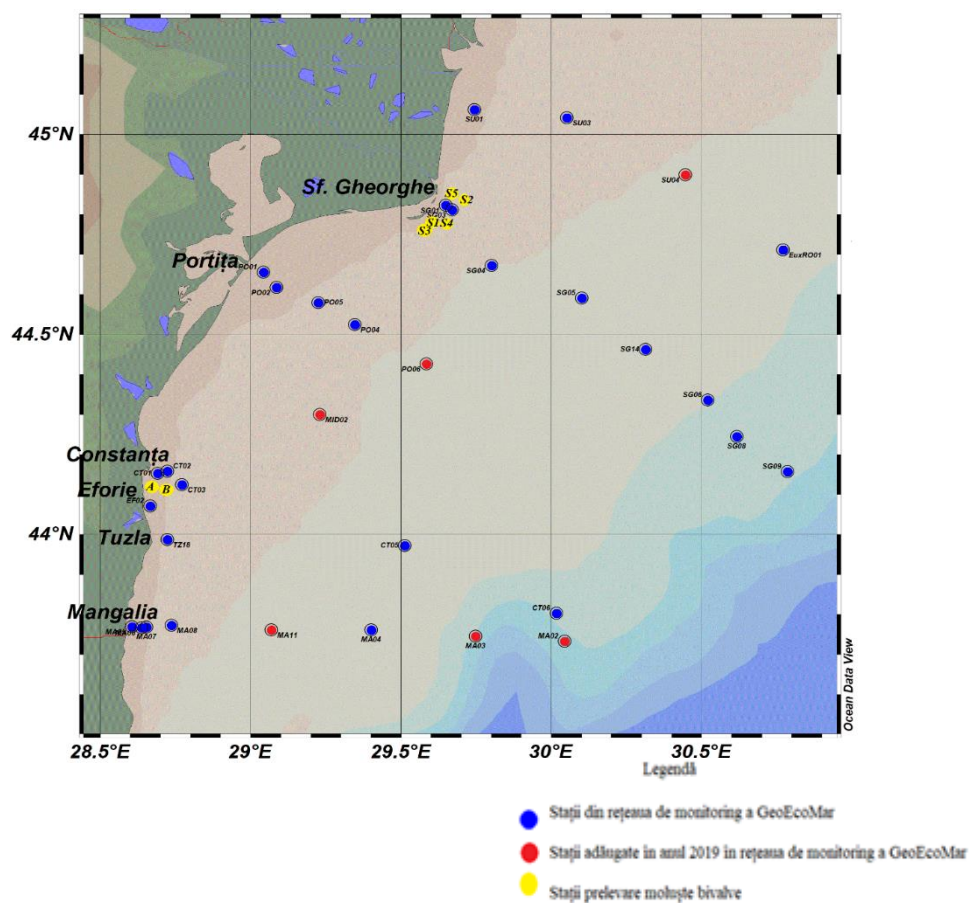 SU01
SU03
45°N
SU04
Sf. Gheorghe
S5
S2
SG01
S1
S4
S3
EuxRO01
Portița
PO01
SG04
PO02
PO05
SG05
PO04
44.5°N
SG14
PO06
SG06
MID02
SG08
Constanța
CT02
CT01
SG09
Eforie
A
B
CT03
EF02
44°N
Tuzla
TZ16
CT05
Mangalia
CT06
MA07
MA08
MA11
MA04
MA03
MA02
Ocean Data View
28.5°E
29°E
29.5°E
30°E
30.5°E
Legendă
Stații din rețeaua de monitoring a GeoEcoMar
Stații adăugate în anul 2019 în rețeaua de monitoring a GeoEcoMar
Stații prelevare moluște bivalve